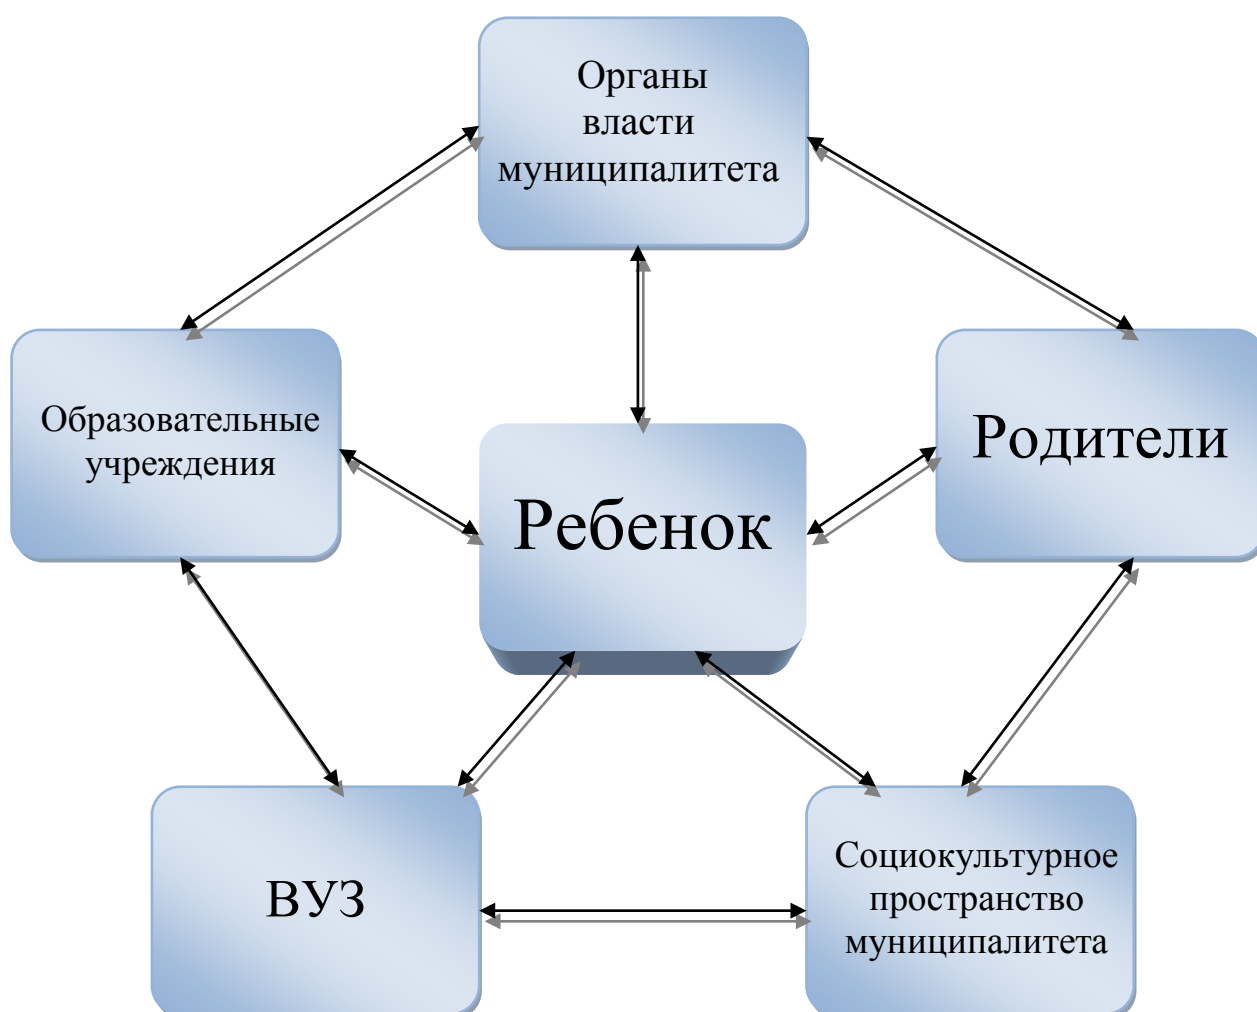 Органы
власти
муниципалитета
Образовательные
учреждения
Ребенок
Родители
ВУЗ
Социокультурное
пространство
муниципалитета